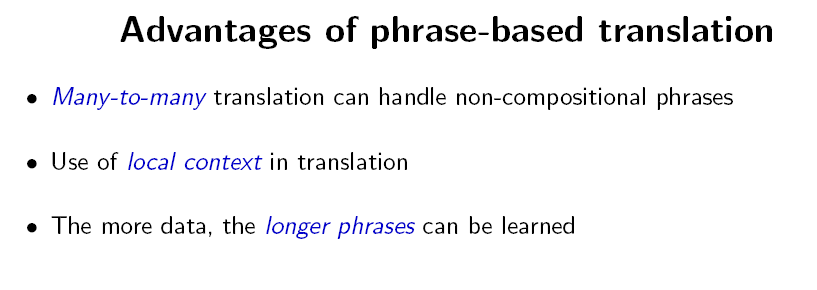 Advantages of phrase-based translation
• Many-to-many translation can handle non-compositional phrases
• Use of local context in translation
• The more data, the longer phrases can be learned